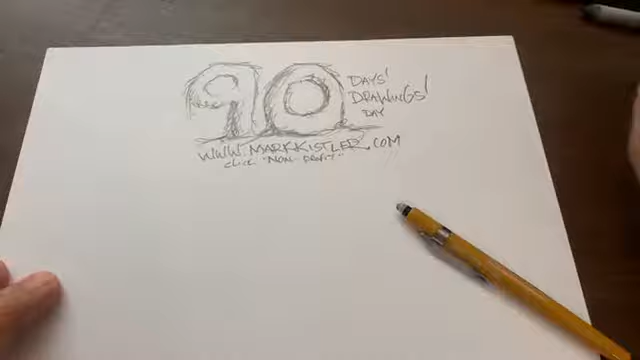 90 DAYS!
DRAWINGS!
DAY
WWW.MARKKISTLER.COM
click "NON-PROFIT"